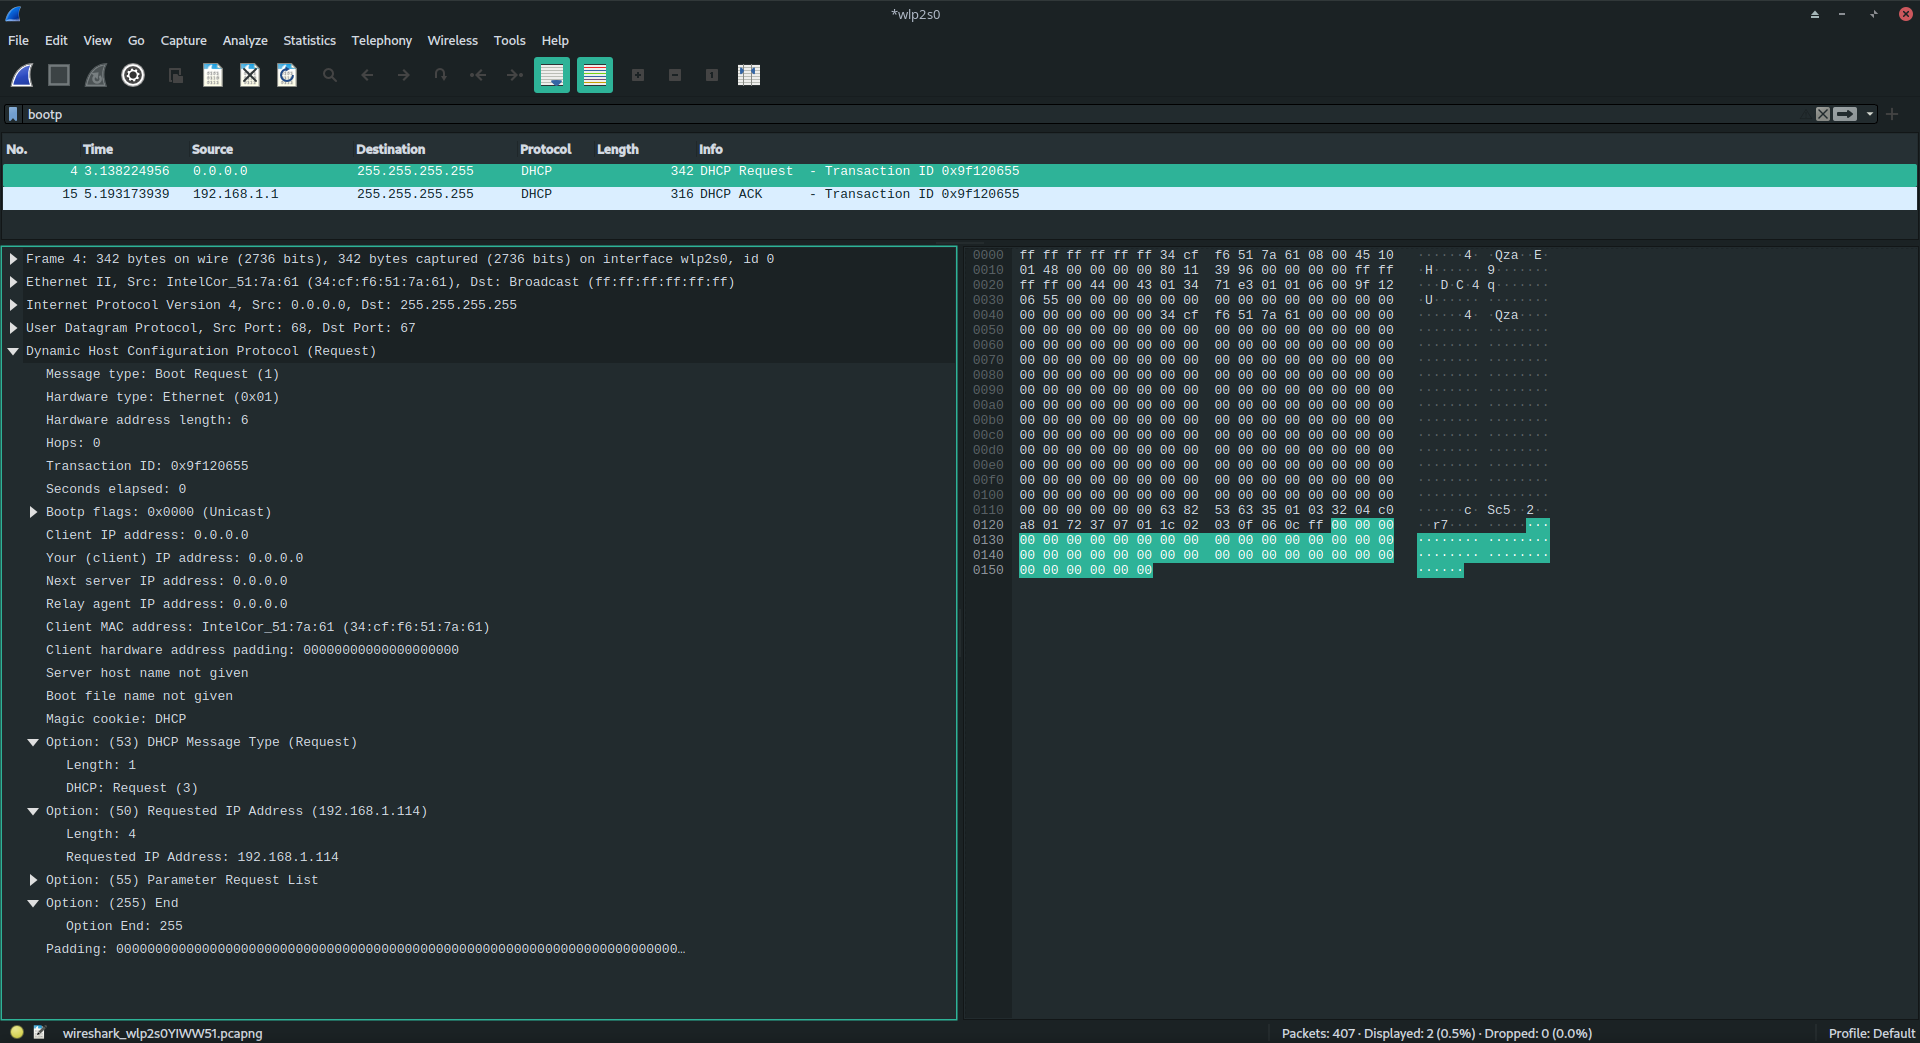 *wlp2s0
File Edit View Go Capture Analyze Statistics Telephony Wireless Tools Help
bootp
No. Time Source Destination Protocol Length Info
4 3.138224956 0.0.0.0 255.255.255.255 DHCP 342 DHCP Request - Transaction ID 0x9f120655
15 5.193173939 192.168.1.1 255.255.255.255 DHCP 316 DHCP ACK - Transaction ID 0x9f120655
Frame 4: 342 bytes on wire (2736 bits), 342 bytes captured (2736 bits) on interface wlp2s0, id 0
Ethernet II, Src: IntelCor_51:7a:61 (34:cf:f6:51:7a:61), Dst: Broadcast (ff:ff:ff:ff:ff:ff)
Internet Protocol Version 4, Src: 0.0.0.0, Dst: 255.255.255.255
User Datagram Protocol, Src Port: 68, Dst Port: 67
Dynamic Host Configuration Protocol (Request)
Message type: Boot Request (1)
Hardware type: Ethernet (0x01)
Hardware address length: 6
Hops: 0
Transaction ID: 0x9f120655
Seconds elapsed: 0
Bootp flags: 0x0000 (Unicast)
Client IP address: 0.0.0.0
Your (client) IP address: 0.0.0.0
Next server IP address: 0.0.0.0
Relay agent IP address: 0.0.0.0
Client MAC address: IntelCor_51:7a:61 (34:cf:f6:51:7a:61)
Client hardware address padding: 00000000000000000000
Server host name not given
Boot file name not given
Magic cookie: DHCP
Option: (53) DHCP Message Type (Request)
Length: 1
DHCP: Request (3)
Option: (50) Requested IP Address (192.168.1.114)
Length: 4
Requested IP Address: 192.168.1.114
Option: (55) Parameter Request List
Option: (255) End
Option End: 255
Padding: 000000000000000000000000000000000000000000000000000000000000000000000000…
0000 ff ff ff ff ff ff 34 cf f6 51 7a 61 08 00 45 10 ······4· ·Qza··E·
0010 01 48 00 00 00 00 80 11 39 96 00 00 00 00 ff ff ·H······ 9·······
0020 ff ff 00 44 00 43 01 34 71 e3 01 01 06 00 9f 12 ···D·C·4 q·······
0030 06 55 00 00 00 00 00 00 00 00 00 00 00 00 00 00 ·U······ ········
0040 00 00 00 00 00 00 34 cf f6 51 7a 61 00 00 00 00 ······4· ·Qza····
0050 00 00 00 00 00 00 00 00 00 00 00 00 00 00 00 00 ········ ········
0060 00 00 00 00 00 00 00 00 00 00 00 00 00 00 00 00 ········ ········
0070 00 00 00 00 00 00 00 00 00 00 00 00 00 00 00 00 ········ ········
0080 00 00 00 00 00 00 00 00 00 00 00 00 00 00 00 00 ········ ········
0090 00 00 00 00 00 00 00 00 00 00 00 00 00 00 00 00 ········ ········
00a0 00 00 00 00 00 00 00 00 00 00 00 00 00 00 00 00 ········ ········
00b0 00 00 00 00 00 00 00 00 00 00 00 00 00 00 00 00 ········ ········
00c0 00 00 00 00 00 00 00 00 00 00 00 00 00 00 00 00 ········ ········
00d0 00 00 00 00 00 00 00 00 00 00 00 00 00 00 00 00 ········ ········
00e0 00 00 00 00 00 00 00 00 00 00 00 00 00 00 00 00 ········ ········
00f0 00 00 00 00 00 00 00 00 00 00 00 00 00 00 00 00 ········ ········
0100 00 00 00 00 00 00 00 00 00 00 00 00 00 00 00 00 ········ ········
0110 00 00 00 00 00 00 63 82 53 63 35 01 03 32 04 c0 ······c· Sc5··2··
0120 a8 01 72 37 07 01 1c 02 03 0f 06 0c ff 00 00 00 ··r7···· ········
0130 00 00 00 00 00 00 00 00 00 00 00 00 00 00 00 00 ········ ········
0140 00 00 00 00 00 00 00 00 00 00 00 00 00 00 00 00 ········ ········
0150 00 00 00 00 00 00 ······
wireshark_wlp2s0YIWW51.pcapng Packets: 407 · Displayed: 2 (0.5%) · Dropped: 0 (0.0%) Profile: Default